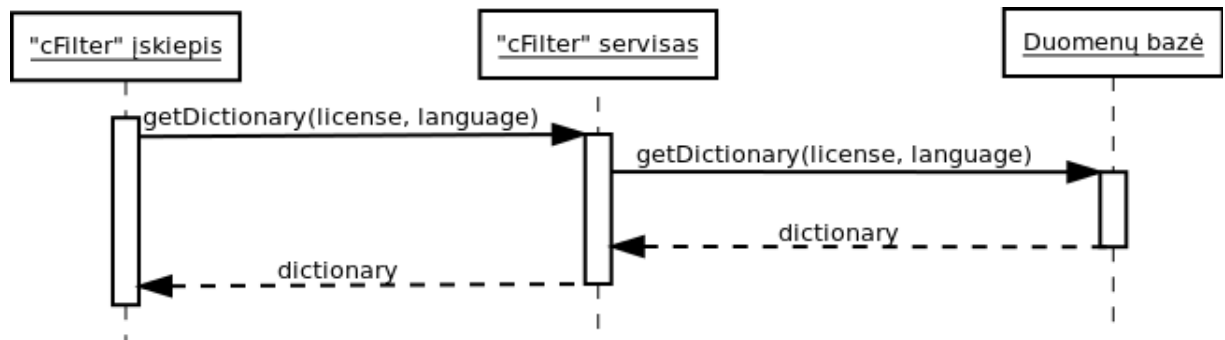 "cFilter" įskiepis
"cFilter" servisas
Duomenų bazė
getDictionary(license, language)
getDictionary(license, language)
dictionary
dictionary